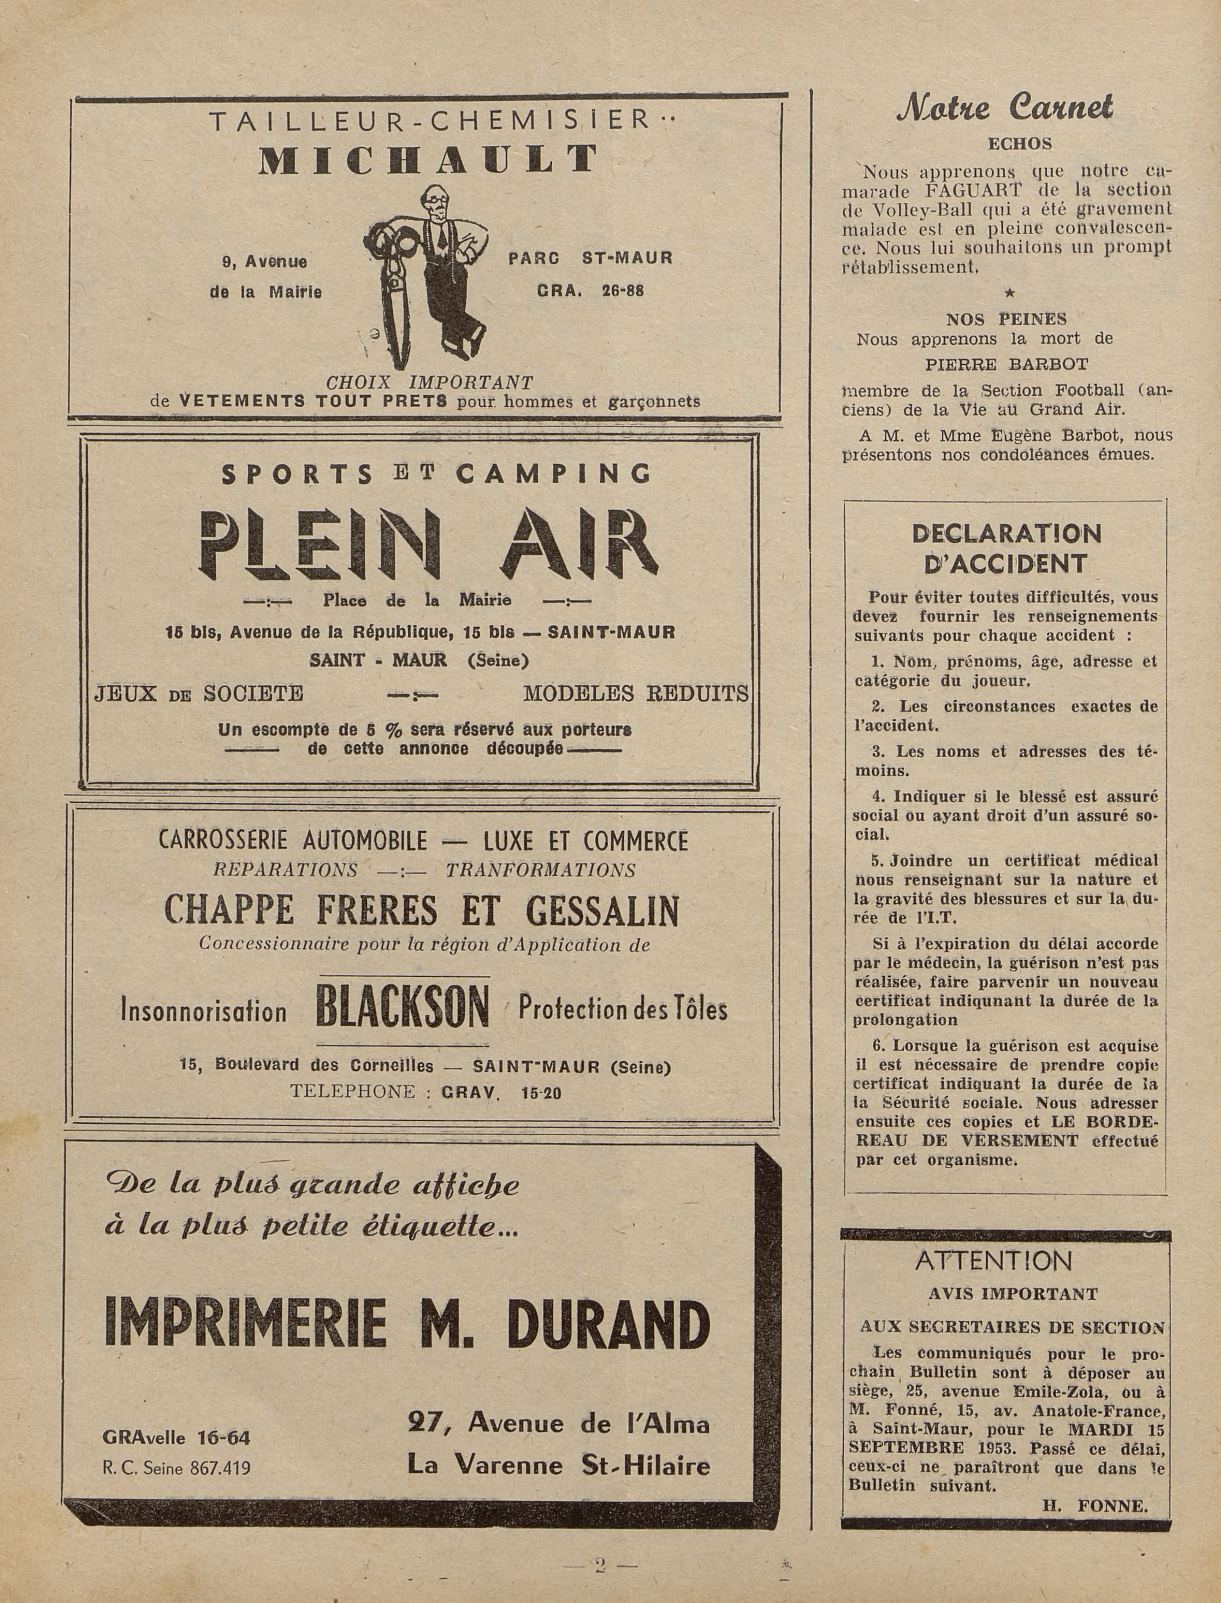 TAILLEUR-CHEMISIER
MICHAULT
9, Avenue
de la Mairie
PARC ST-MAUR
GRA. 26-88
CHOIX IMPORTANT
de VETEMENTS TOUT PRETS pour hommes et garçonnets
SPORTS ET CAMPING
PLEIN AIR
—:— Place de la Mairie —:—
15 bis, Avenue de la République, 15 bis — SAINT-MAUR
SAINT - MAUR (Seine)
JEUX DE SOCIETE —:— MODELES REDUITS
Un escompte de 5 % sera réservé aux porteurs
de cette annonce découpée
CARROSSERIE AUTOMOBILE — LUXE ET COMMERCE
REPARATIONS —:— TRANFORMATIONS
CHAPPE FRERES ET GESSALIN
Concessionnaire pour la région d'Application de
Insonnorisation BLACKSON Protection des Tôles
15, Boulevard des Corneilles — SAINT-MAUR (Seine)
TELEPHONE : GRAV. 15-20
De la plus grande affiche
à la plus petite étiquette...
IMPRIMERIE M. DURAND
GRAvelle 16-64
R. C. Seine 867.419
27, Avenue de l'Alma
La Varenne St-Hilaire
Notre Carnet
ECHOS
Nous apprenons que notre ca-
marade FAGUART de la section
de Volley-Ball qui a été gravement
malade est en pleine convalescen-
ce. Nous lui souhaitons un prompt
rétablissement.
★
NOS PEINES
Nous apprenons la mort de
PIERRE BARBOT
membre de la Section Football (an-
ciens) de la Vie au Grand Air.
A M. et Mme Eugène Barbot, nous
présentons nos condoléances émues.
DECLARATION
D'ACCIDENT
Pour éviter toutes difficultés, vous
devez fournir les renseignements
suivants pour chaque accident :
1. Nom, prénoms, âge, adresse et
catégorie du joueur.
2. Les circonstances exactes de
l'accident.
3. Les noms et adresses des té-
moins.
4. Indiquer si le blessé est assuré
social ou ayant droit d'un assuré so-
cial.
5. Joindre un certificat médical
nous renseignant sur la nature et
la gravité des blessures et sur la du-
rée de l'I.T.
Si à l'expiration du délai accorde
par le médecin, la guérison n'est pas
réalisée, faire parvenir un nouveau
certificat indiqunant la durée de la
prolongation
6. Lorsque la guérison est acquise
il est nécessaire de prendre copie
certificat indiquant la durée de la
la Sécurité sociale. Nous adresser
ensuite ces copies et LE BORDE-
REAU DE VERSEMENT effectué
par cet organisme.
ATTENTION
AVIS IMPORTANT
AUX SECRETAIRES DE SECTION
Les communiqués pour le pro-
chain Bulletin sont à déposer au
siège, 25, avenue Emile-Zola, ou à
M. Fonné, 15, av. Anatole-France,
à Saint-Maur, pour le MARDI 15
SEPTEMBRE 1953. Passé ce délai,
ceux-ci ne paraîtront que dans le
Bulletin suivant.
H. FONNE.
— 2 —